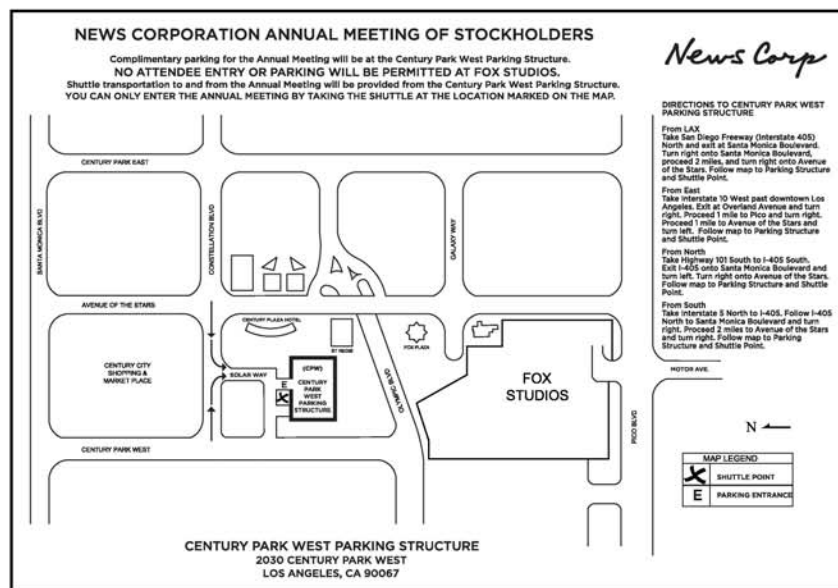 NEWS CORPORATION ANNUAL MEETING OF STOCKHOLDERS
Complimentary parking for the Annual Meeting will be at the Century Park West Parking Structure.
NO ATTENDEE ENTRY OR PARKING WILL BE PERMITTED AT FOX STUDIOS.
Shuttle transportation to and from the Annual Meeting will be provided from the Century Park West Parking Structure.
YOU CAN ONLY ENTER THE ANNUAL MEETING BY TAKING THE SHUTTLE AT THE LOCATION MARKED ON THE MAP.
News Corp
DIRECTIONS TO CENTURY PARK WEST
PARKING STRUCTURE
From LAX
Take San Diego Freeway (Interstate 405)
North and exit at Santa Monica Boulevard.
Turn right onto Santa Monica Boulevard,
proceed 2 miles, and turn right onto Avenue
of the Stars. Follow map to Parking Structure
and Shuttle Point.
From East
Take Interstate 10 West past downtown Los
Angeles. Exit at Overland Avenue and turn
right. Proceed 1 mile to Pico and turn right.
Proceed 1 mile to Avenue of the Stars and
turn left. Follow map to Parking Structure
and Shuttle Point.
From North
Take Highway 101 South to I-405 South.
Exit I-405 onto Santa Monica Boulevard and
turn left. Turn right onto Avenue of the Stars.
Follow map to Parking Structure and Shuttle
Point.
From South
Take Interstate 5 North to I-405. Follow I-405
North to Santa Monica Boulevard and turn
right. Proceed 2 miles to Avenue of the Stars
and turn right. Follow map to Parking
Structure and Shuttle Point.
CENTURY PARK EAST
SANTA MONICA BLVD
CONSTELLATION BLVD
GALAXY WAY
AVENUE OF THE STARS
CENTURY PLAZA HOTEL
ST REGIS
FOX PLAZA
CENTURY CITY
SHOPPING &
MARKET PLACE
SOLAR WAY
E
X
(CPW)
CENTURY
PARK
WEST
PARKING
STRUCTURE
OLYMPIC BLVD
FOX
STUDIOS
PICO BLVD
MOTOR AVE.
CENTURY PARK WEST
N
MAP LEGEND
X SHUTTLE POINT
E PARKING ENTRANCE
CENTURY PARK WEST PARKING STRUCTURE
2030 CENTURY PARK WEST
LOS ANGELES, CA 90067